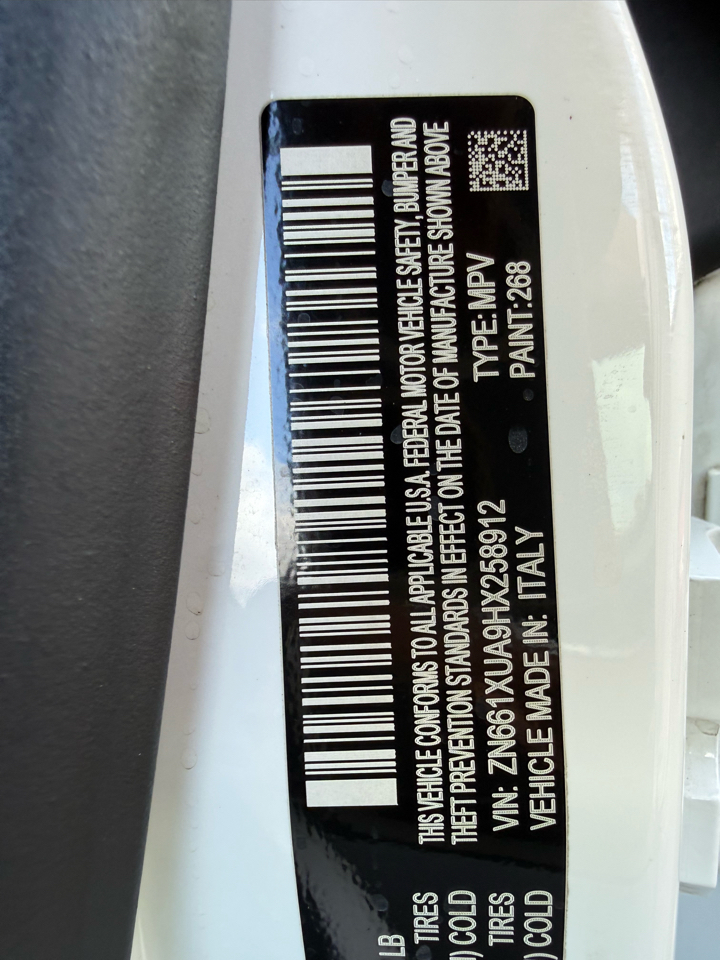 LB
TIRES
) COLD
TIRES
) COLD
THIS VEHICLE CONFORMS TO ALL APPLICABLE U.S.A. FEDERAL MOTOR VEHICLE SAFETY, BUMPER AND
THEFT PREVENTION STANDARDS IN EFFECT ON THE DATE OF MANUFACTURE SHOWN ABOVE
VIN: ZN661XUA9HX258912 TYPE:MPV
VEHICLE MADE IN: ITALY PAINT:268